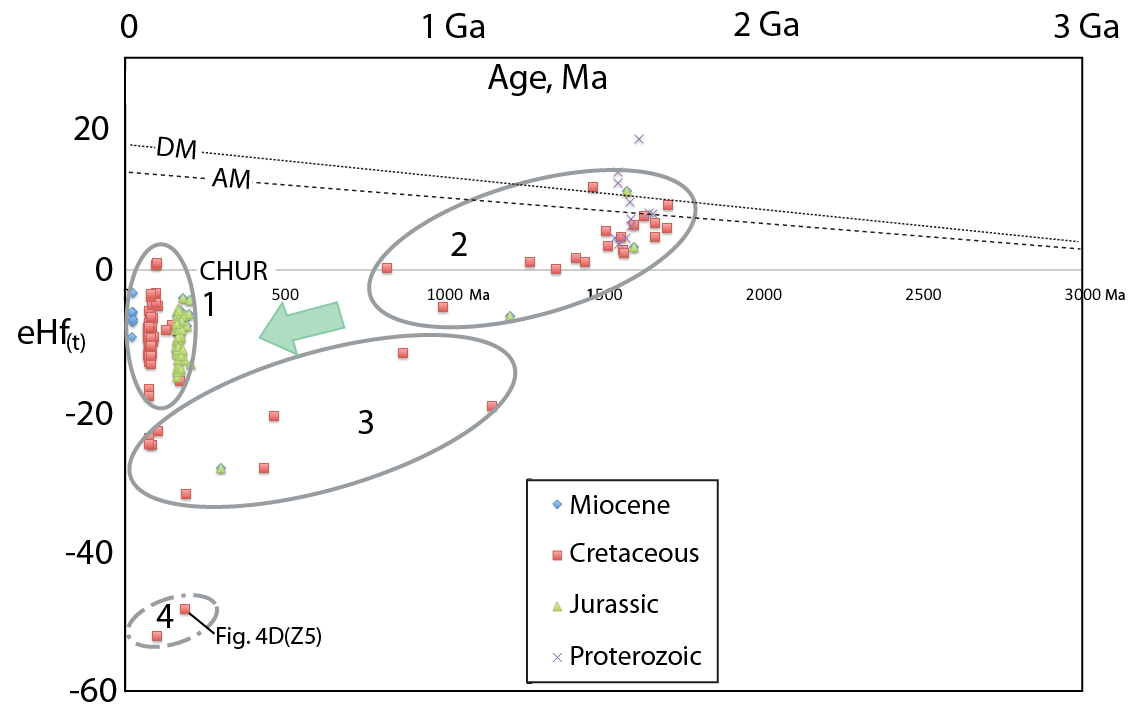 0 1 Ga 2 Ga 3 Ga
Age, Ma
20
DM
AM
2
0
CHUR
500 1000 Ma 1500 2000 2500 3000 Ma
1
eHf(t)
-20
3
Miocene
-40
Cretaceous
Jurassic
4
Fig. 4D(Z5)
Proterozoic
-60